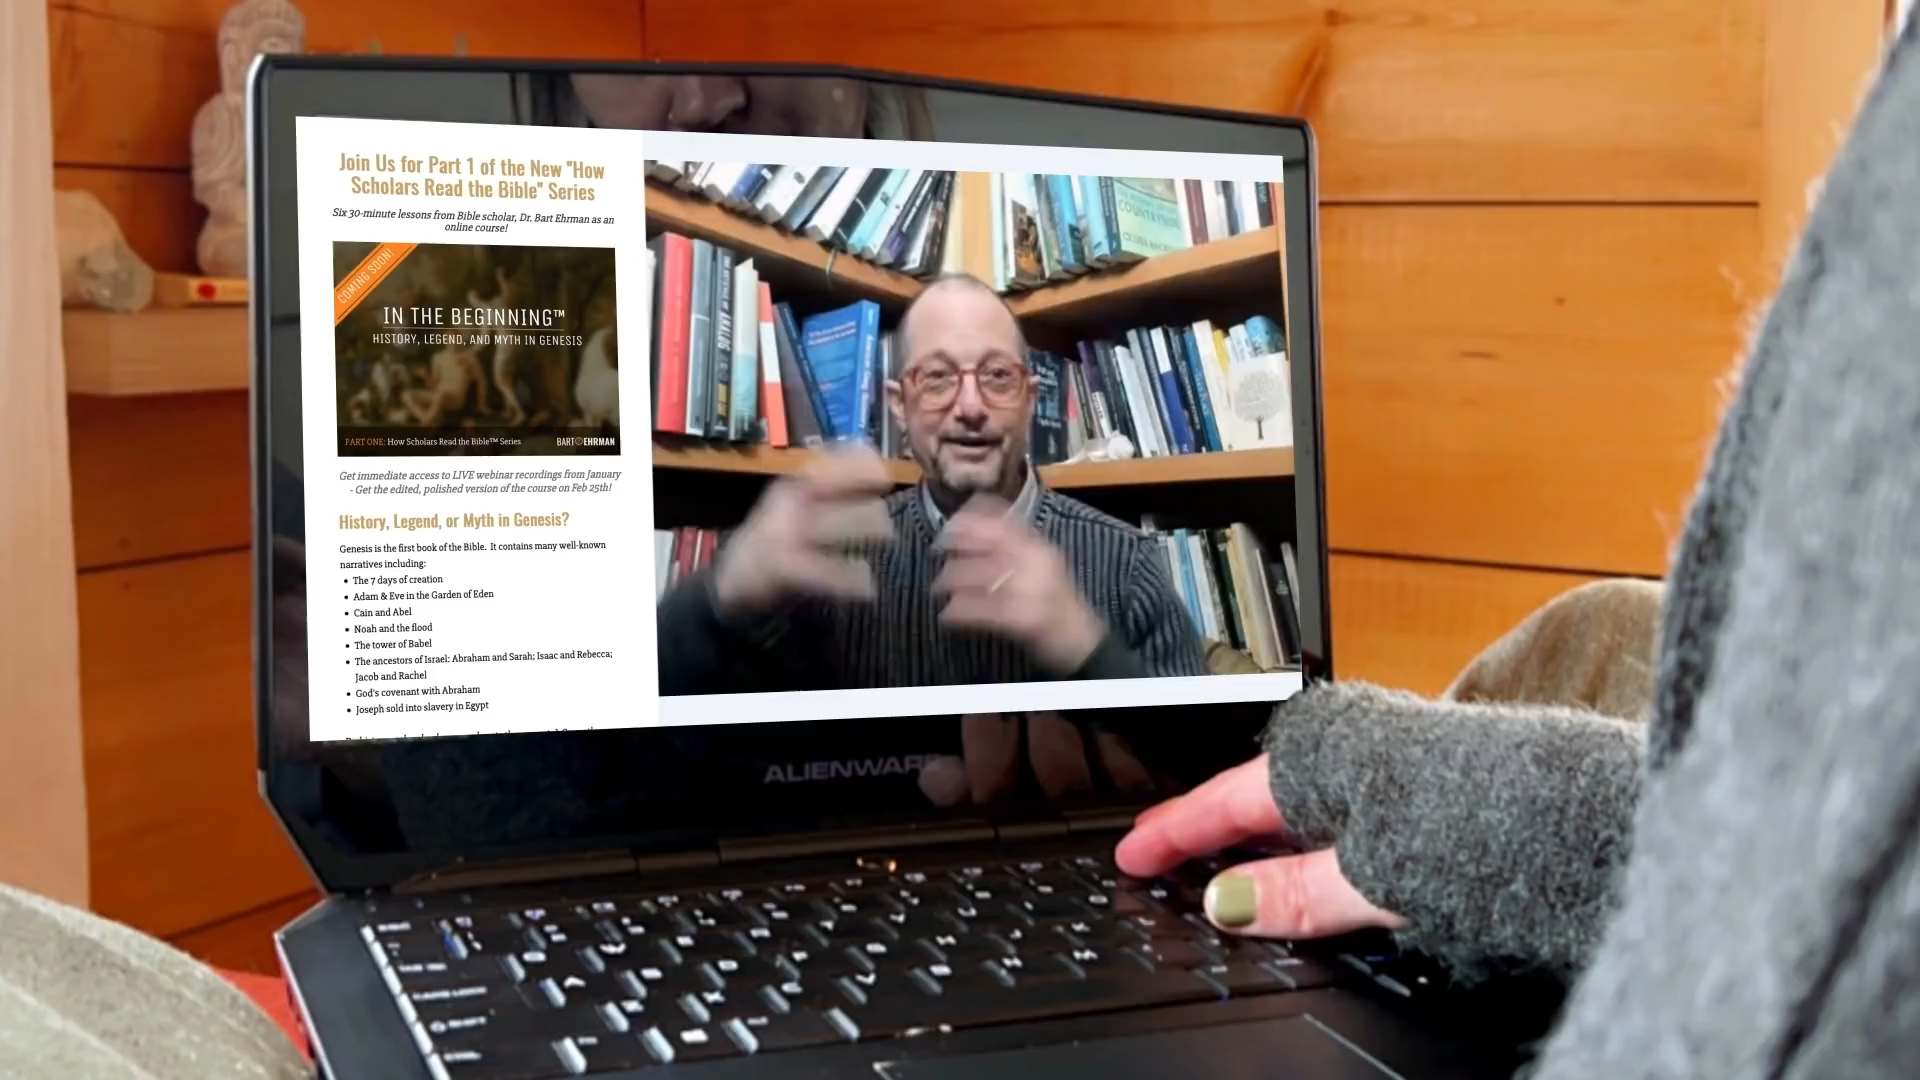 Join Us for Part 1 of the New "How
Scholars Read the Bible" Series
Six 30-minute lessons from Bible scholar, Dr. Bart Ehrman as an
online course!
COMING SOON!
IN THE BEGINNING™
HISTORY, LEGEND, AND MYTH IN GENESIS
PART ONE: How Scholars Read the Bible™ Series
BART EHRMAN
Get immediate access to LIVE webinar recordings from January
- Get the edited, polished version of the course on Feb 25th!
History, Legend, or Myth in Genesis?
Genesis is the first book of the Bible. It contains many well-known
narratives including:
• The 7 days of creation
• Adam & Eve in the Garden of Eden
• Cain and Abel
• Noah and the flood
• The tower of Babel
• The ancestors of Israel: Abraham and Sarah; Isaac and Rebecca;
Jacob and Rachel
• God's covenant with Abraham
• Joseph sold into slavery in Egypt
ALIENWARE